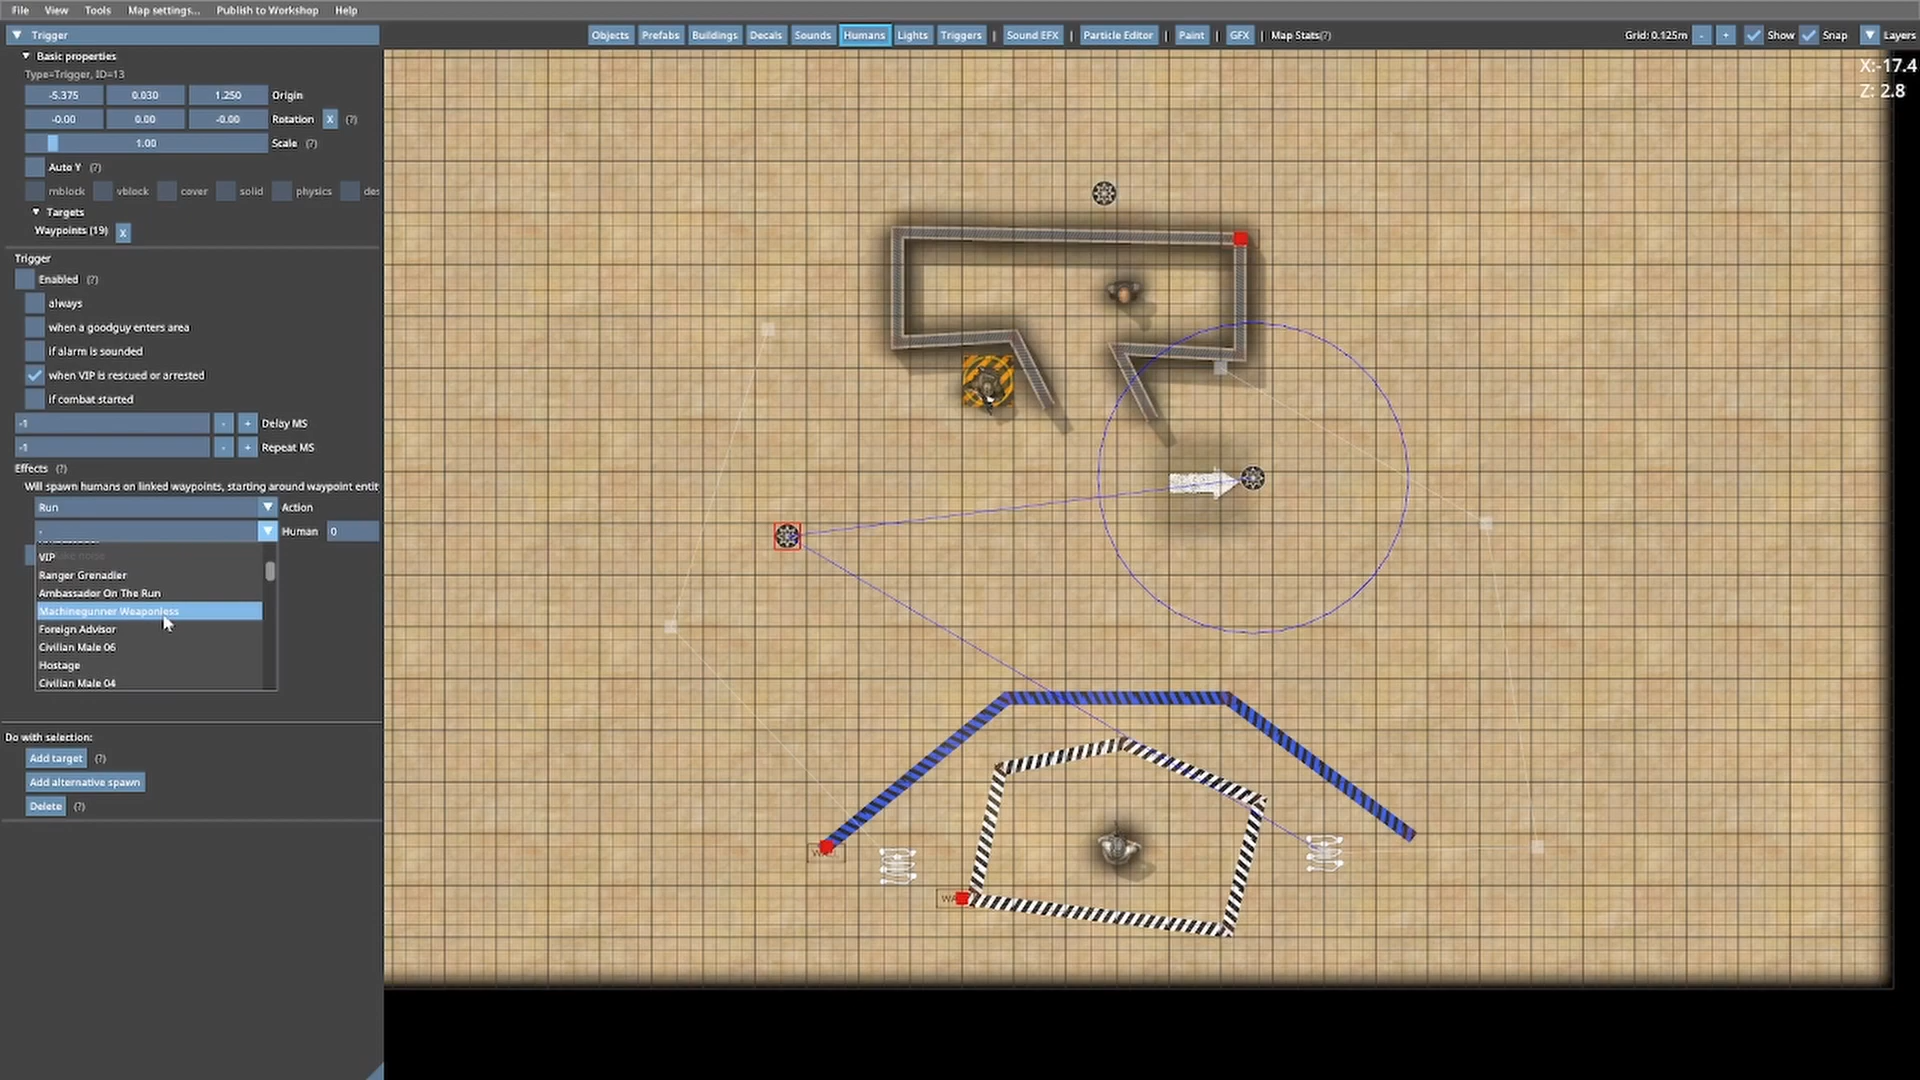 File View Tools Map settings... Publish to Workshop Help
Trigger
Objects Prefabs Buildings Decals Sounds Humans Lights Triggers | Sound EFX | Particle Editor | Paint | GFX | Map Stats(?)
Grid: 0.125m - + Show Snap Layers
X:-17.4
Z: 2.8
Basic properties
Type=Trigger, ID=13
-5.375 0.030 1.250 Origin
-0.00 0.00 -0.00 Rotation X (?)
1.00 Scale (?)
Auto Y (?)
mblock vblock cover solid physics des
Targets
Waypoints (19) x
Trigger
Enabled (?)
always
when a goodguy enters area
if alarm is sounded
when VIP is rescued or arrested
if combat started
-1 - + Delay MS
-1 - + Repeat MS
Effects (?)
Will spawn humans on linked waypoints, starting around waypoint entit
Run Action
- Human 0
VIP
Ranger Grenadier
Ambassador On The Run
Machinegunner Weaponless
Foreign Advisor
Civilian Male 06
Hostage
Civilian Male 04
Do with selection:
Add target (?)
Add alternative spawn
Delete (?)